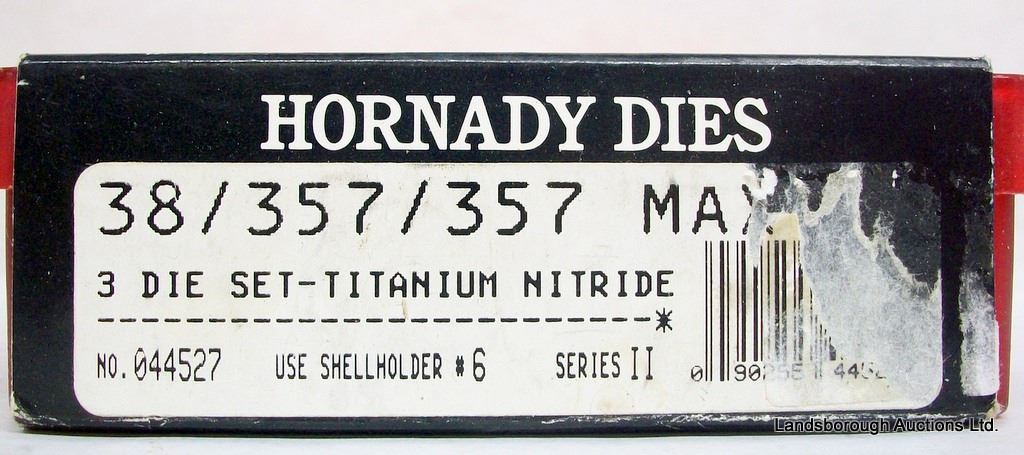 HORNADY DIES
38/357/357 MAX
3 DIE SET-TITANIUM NITRIDE
-------------------------*
NO. 044527 USE SHELLHOLDER #6 SERIES II
0
Landsborough Auctions Ltd.